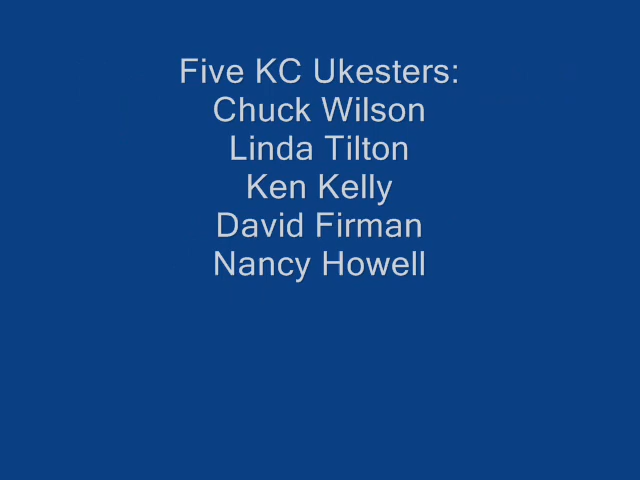 Five KC Ukesters:
Chuck Wilson
Linda Tilton
Ken Kelly
David Firman
Nancy Howell